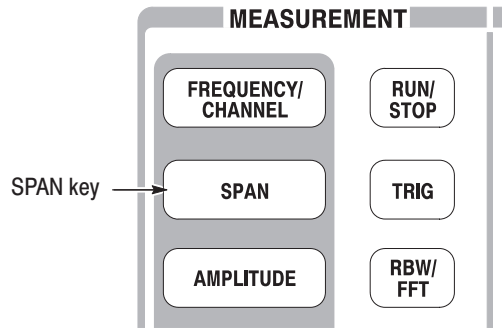 MEASUREMENT
FREQUENCY/
CHANNEL
RUN/
STOP
SPAN key
SPAN
TRIG
AMPLITUDE
RBW/
FFT